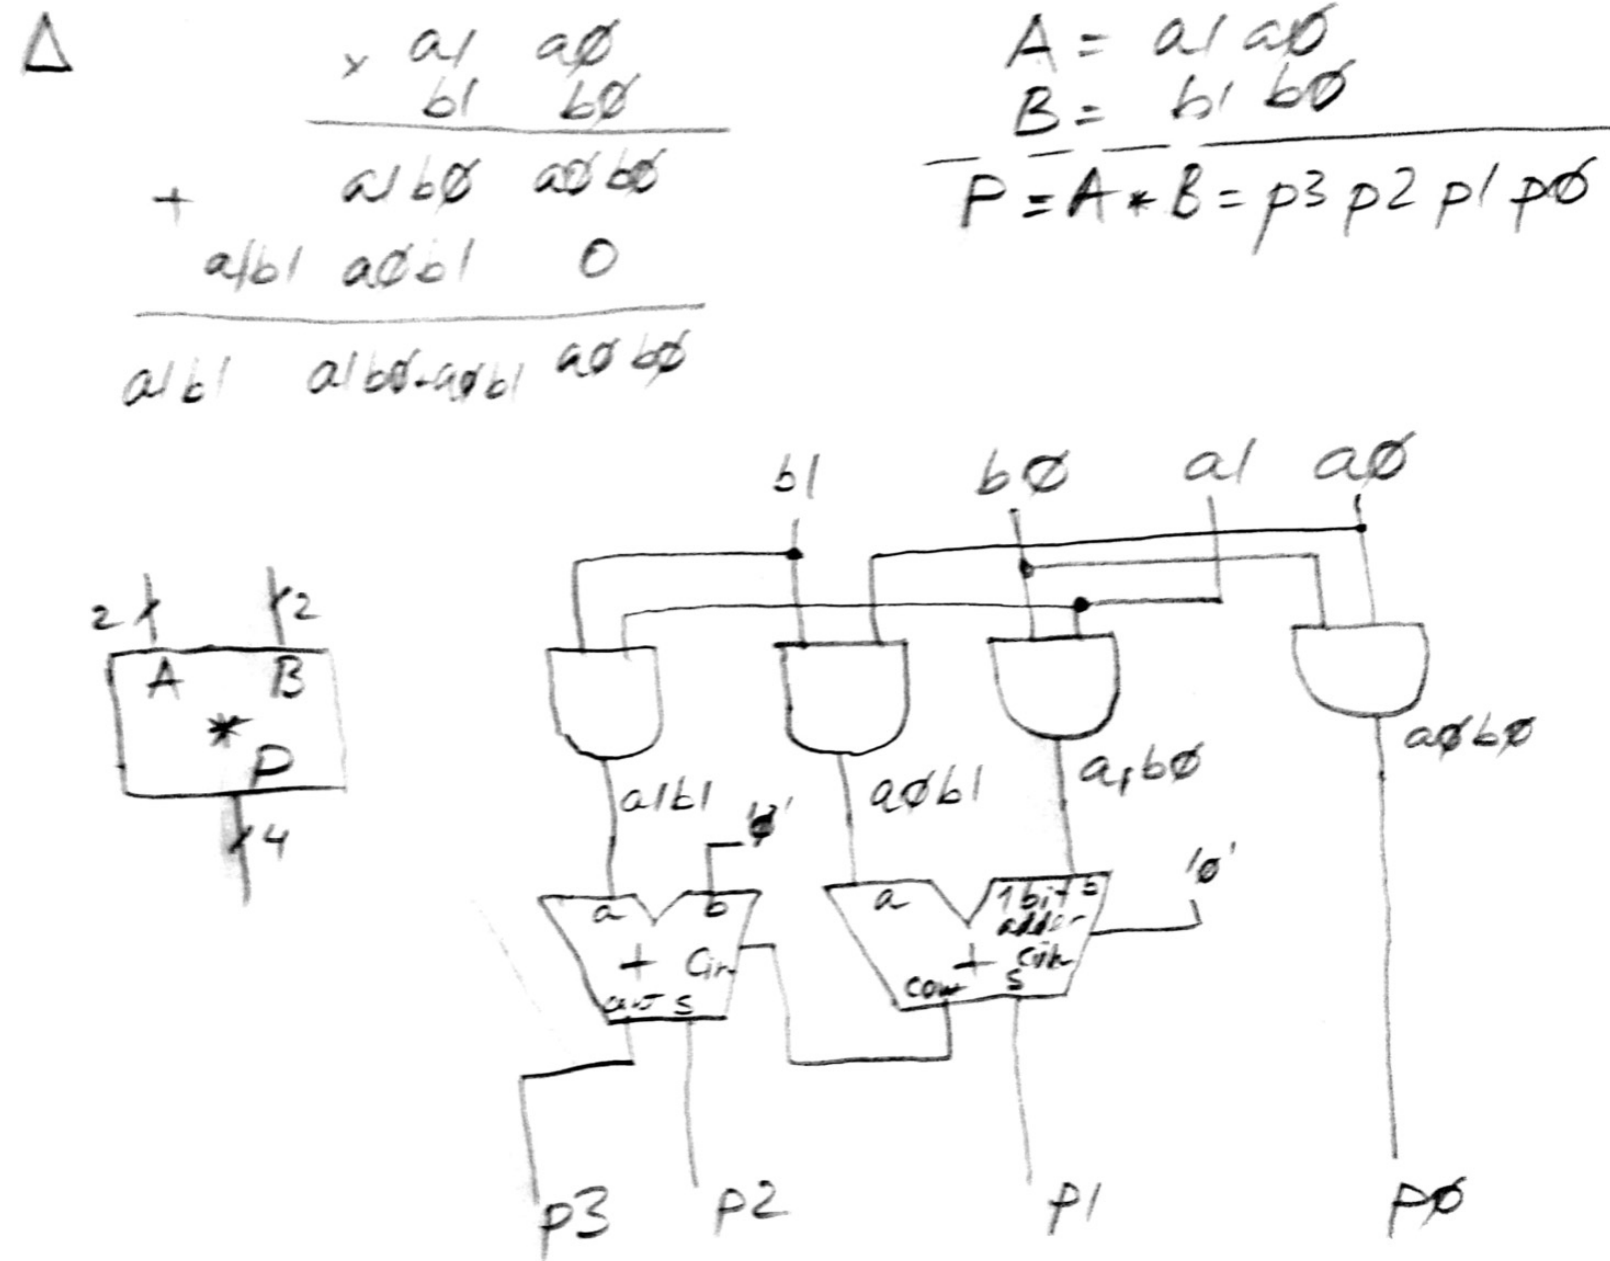 Δ
x a1 a0
b1 b0
a1b0 a0b0
+
a1b1 a0b1 0
a1b1 a1b0+a0b1 a0b0
A = a1 a0
B = b1 b0
P = A * B = p3 p2 p1 p0
b1 b0 a1 a0
2 2
A B
*
P
4
a1b1 a0b1 a1b0 a0b0
'0' '0'
a b a 1bit b
adder
+ Cin + Cin
out s cout s
p3 p2 p1 p0